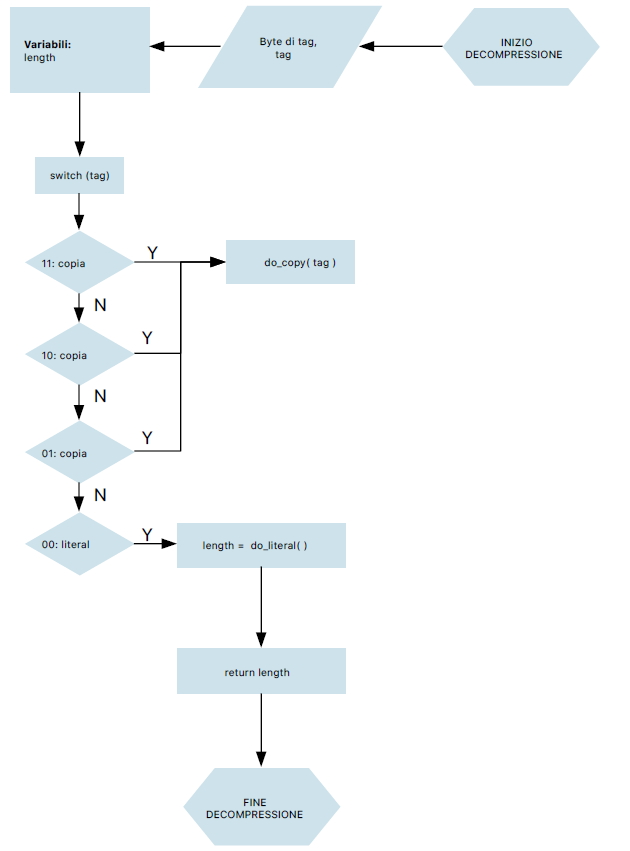 INIZIO
DECOMPRESSIONE
Byte di tag,
tag
Variabili:
length
switch (tag)
11: copia
Y
do_copy( tag )
N
10: copia
Y
N
01: copia
Y
N
00: literal
Y
length =  do_literal( )
return length
FINE
DECOMPRESSIONE